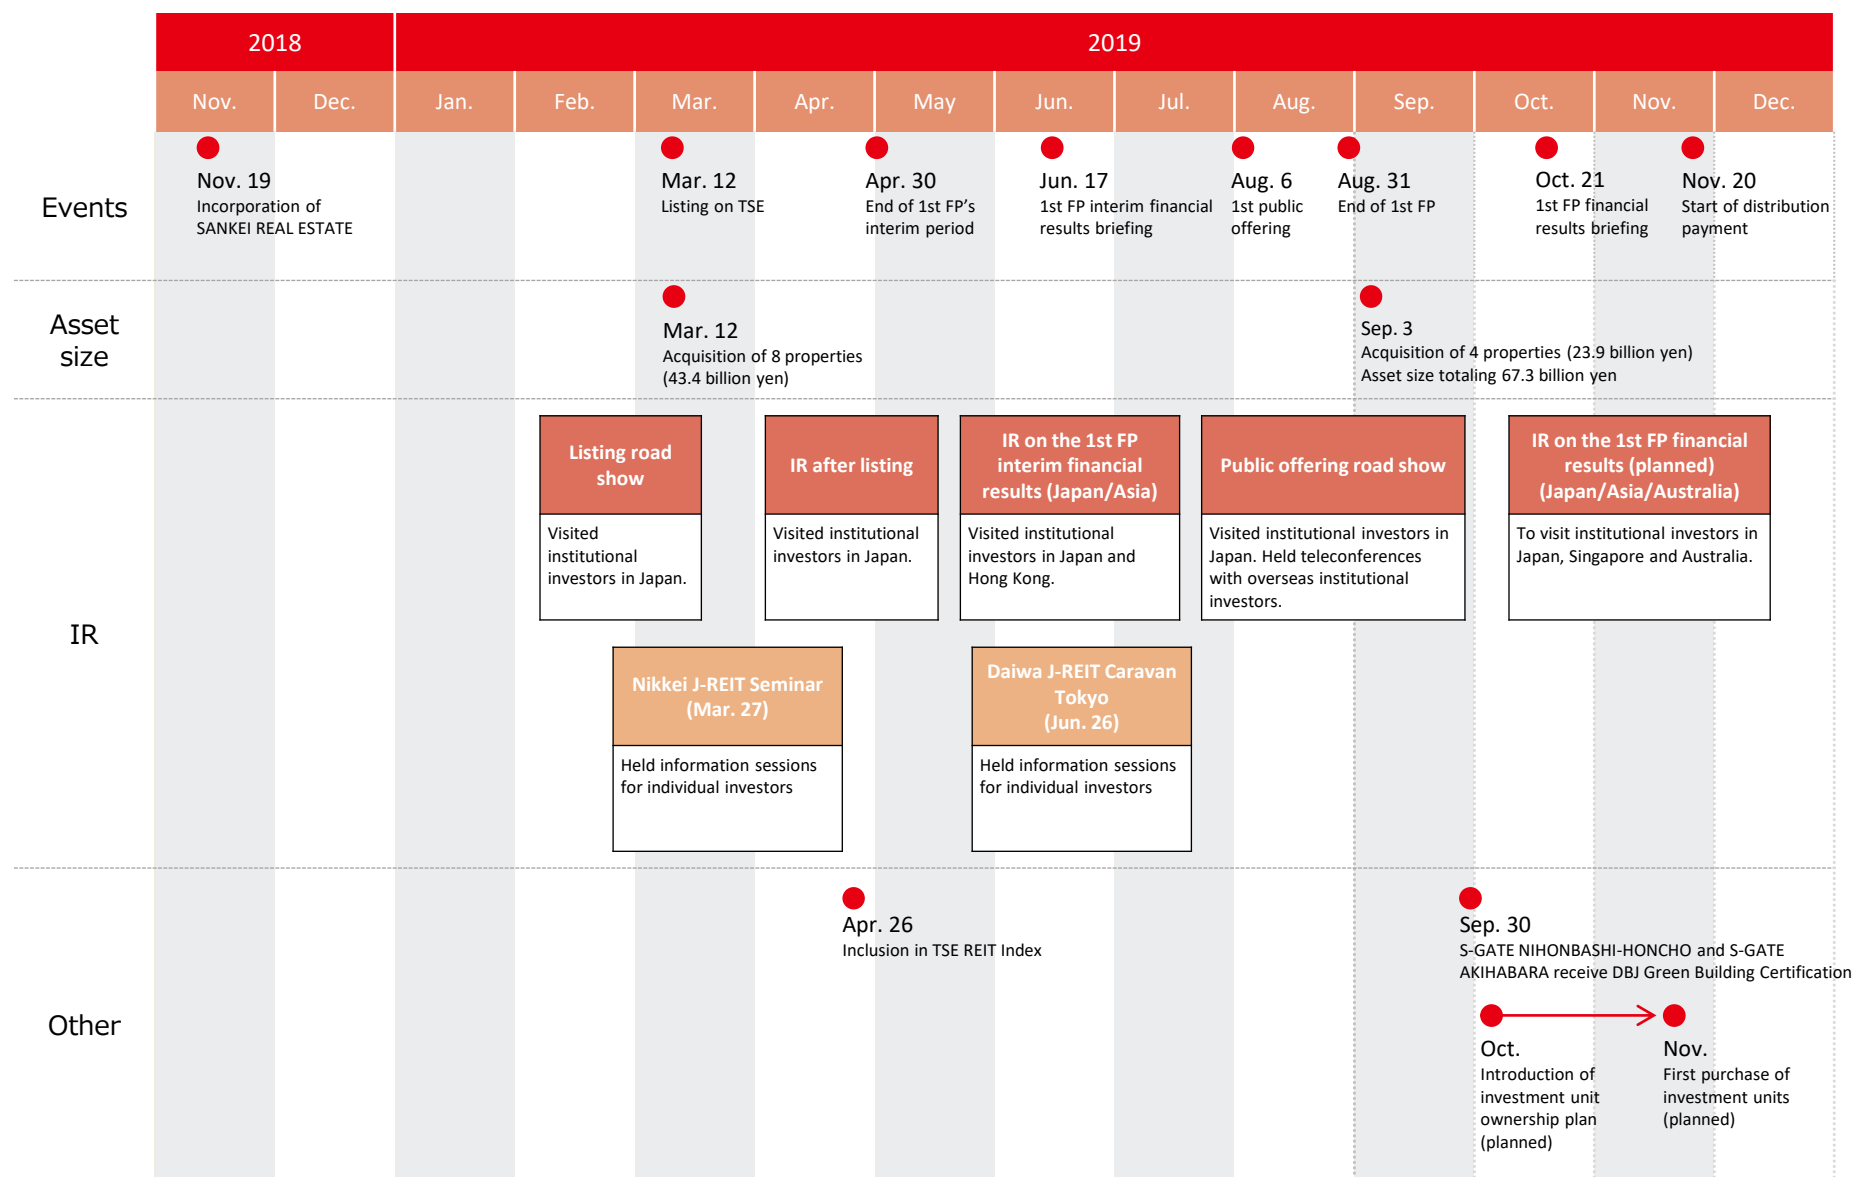 2018
2019
Nov.
Dec.
Jan.
Feb.
Mar.
Apr.
May
Jun.
Jul.
Aug.
Sep.
Oct.
Nov.
Dec.
Events
Nov. 19
Incorporation of
SANKEI REAL ESTATE
Mar. 12
Listing on TSE
Apr. 30
End of 1st FP’s
interim period
Jun. 17
1st FP interim financial
results briefing
Aug. 6
1st public
offering
Aug. 31
End of 1st FP
Oct. 21
1st FP financial
results briefing
Nov. 20
Start of distribution
payment
Asset
size
Mar. 12
Acquisition of 8 properties
(43.4 billion yen)
Sep. 3
Acquisition of 4 properties (23.9 billion yen)
Asset size totaling 67.3 billion yen
IR
Listing road
show
Visited
institutional
investors in Japan.
IR after listing
Visited institutional
investors in Japan.
IR on the 1st FP
interim financial
results (Japan/Asia)
Visited institutional
investors in Japan and
Hong Kong.
Public offering road show
Visited institutional investors in
Japan. Held teleconferences
with overseas institutional
investors.
IR on the 1st FP financial
results (planned)
(Japan/Asia/Australia)
To visit institutional investors in
Japan, Singapore and Australia.
Nikkei J-REIT Seminar
(Mar. 27)
Held information sessions
for individual investors
Daiwa J-REIT Caravan
Tokyo
(Jun. 26)
Held information sessions
for individual investors
Other
Apr. 26
Inclusion in TSE REIT Index
Sep. 30
S-GATE NIHONBASHI-HONCHO and S-GATE
AKIHABARA receive DBJ Green Building Certification
Oct.
Introduction of
investment unit
ownership plan
(planned)
Nov.
First purchase of
investment units
(planned)